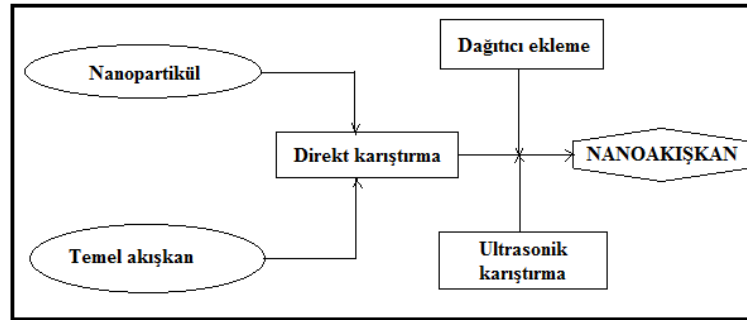 Dağıtıcı ekleme
Nanopartikül
Direkt karıştırma
NANOAKIŞKAN
Temel akışkan
Ultrasonik
karıştırma